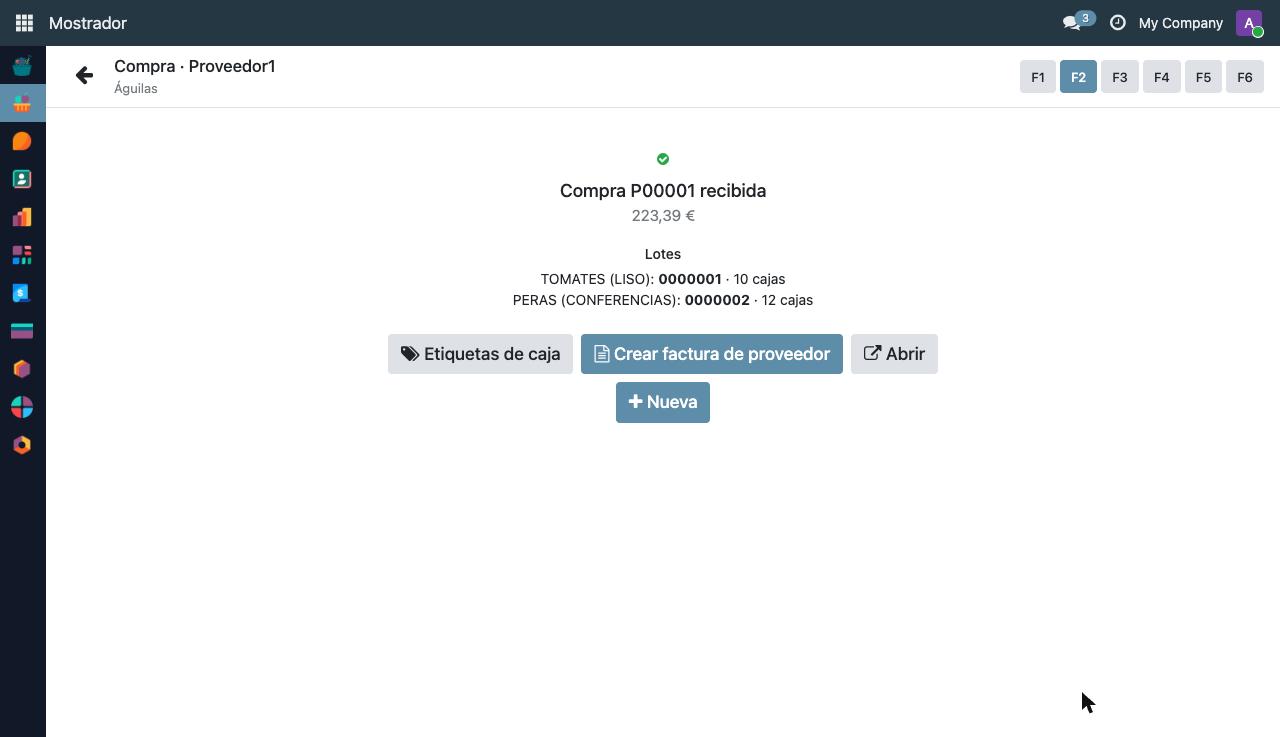 Mostrador
3
My Company
A
Compra · Proveedor1
Águilas
F1 F2 F3 F4 F5 F6
Compra P00001 recibida
223,39 €
Lotes
TOMATES (LISO): 0000001 · 10 cajas
PERAS (CONFERENCIAS): 0000002 · 12 cajas
Etiquetas de caja
Crear factura de proveedor
Abrir
Nueva